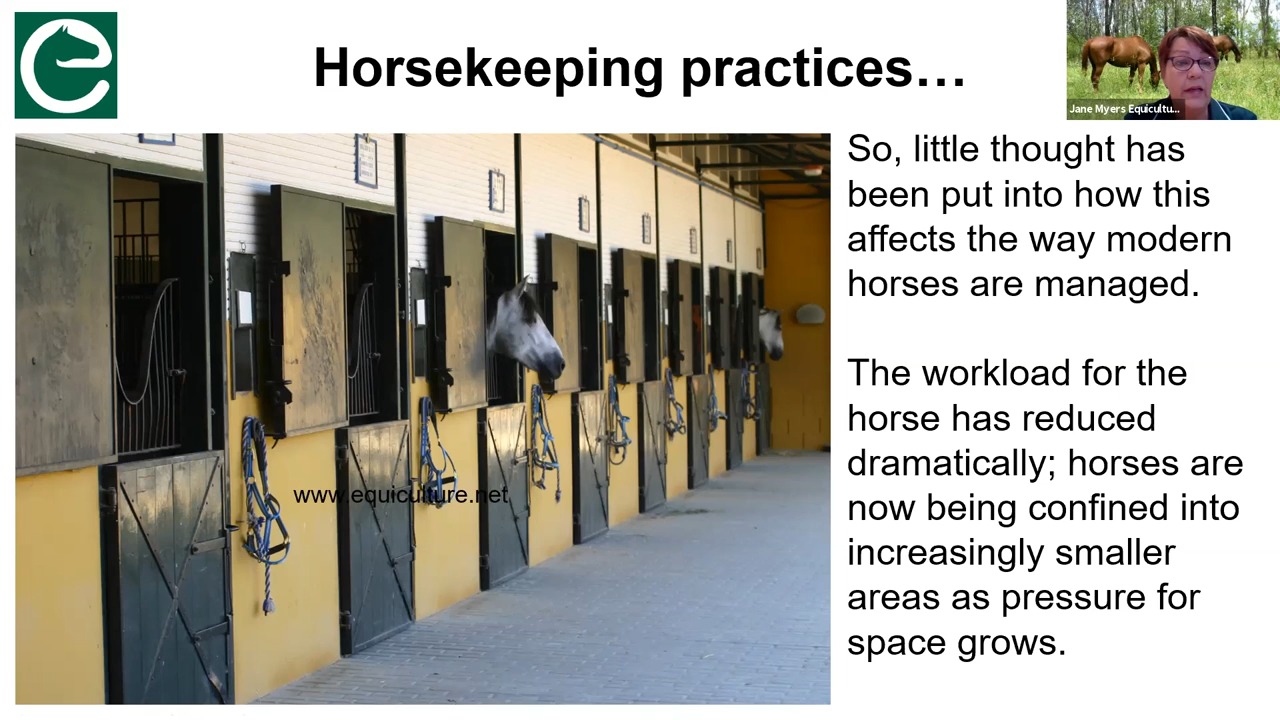 Horsekeeping practices…
Jane Myers Equicultu...
So, little thought has
been put into how this
affects the way modern
horses are managed.
The workload for the
horse has reduced
dramatically; horses are
now being confined into
increasingly smaller
areas as pressure for
space grows.
www.equiculture.net